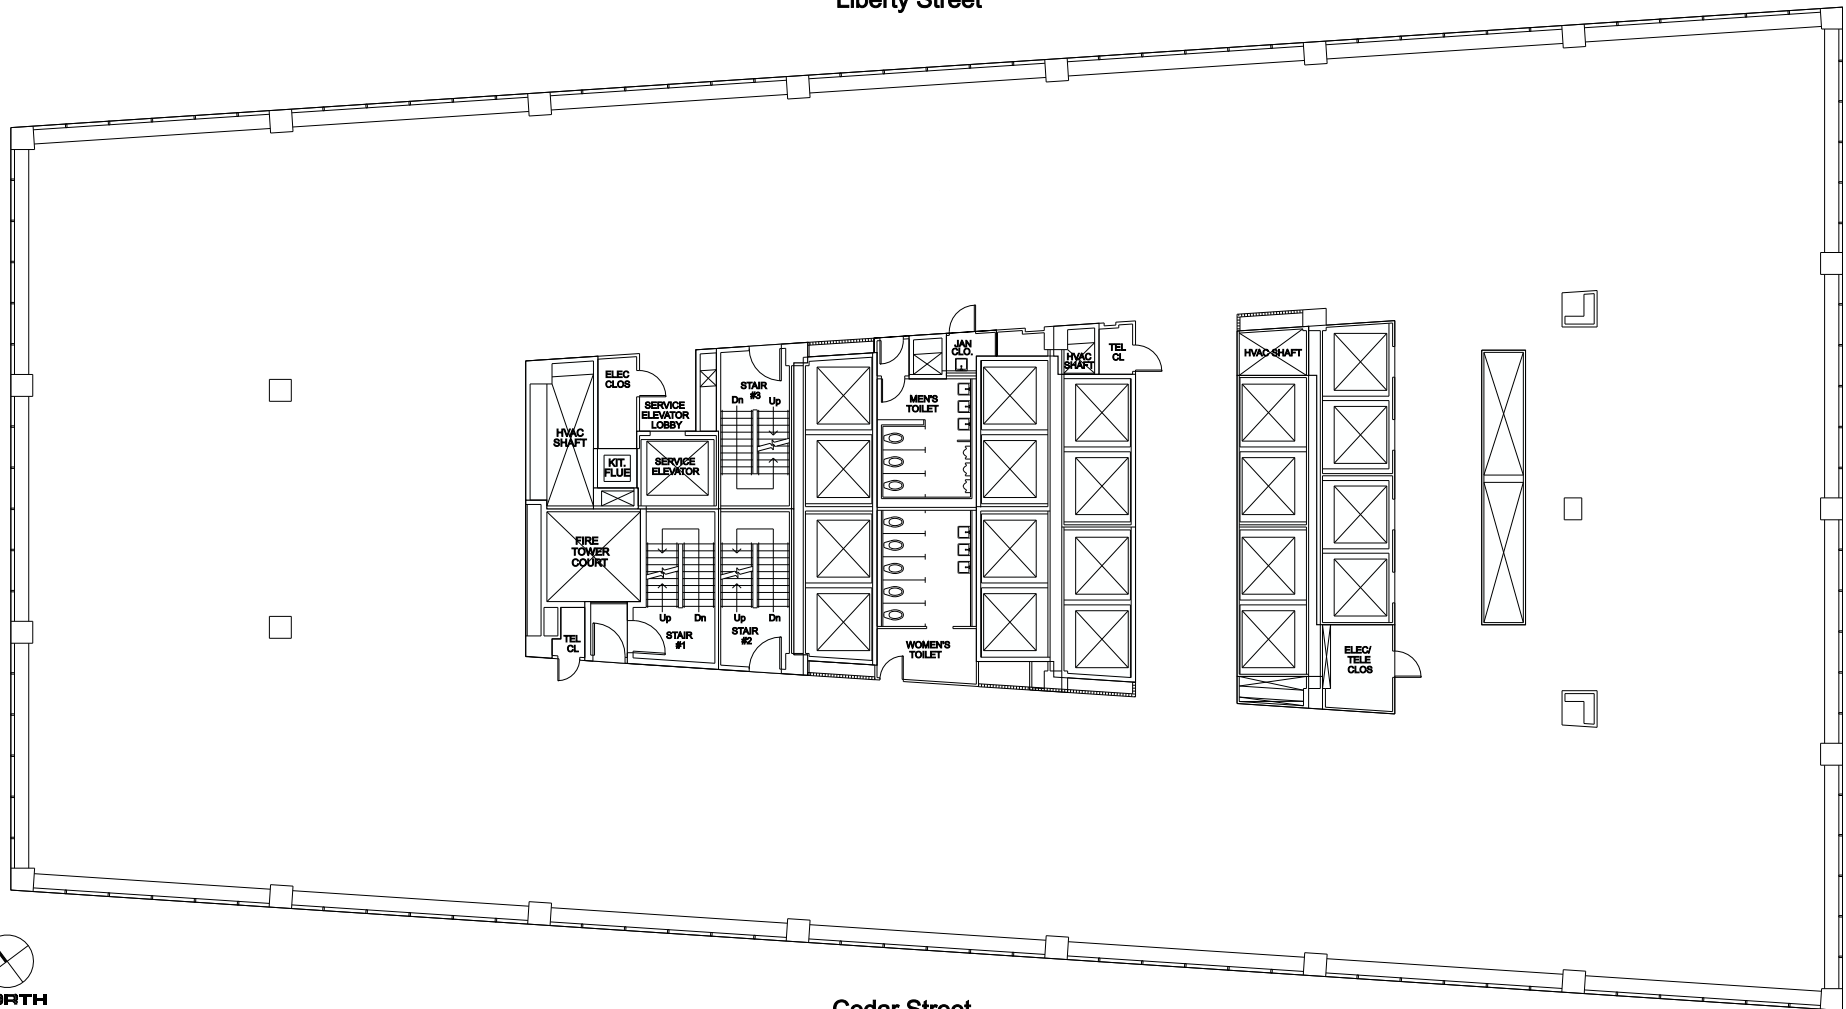 Liberty Street
ELEC
CLOS
SERVICE
ELEVATOR
LOBBY
HVAC
SHAFT
KIT.
FLUE
SERVICE
ELEVATOR
STAIR
#3
Dn
Up
MEN'S
TOILET
JAN
CLO.
HVAC
SHAFT
TEL
CL
HVAC SHAFT
FIRE
TOWER
COURT
TEL
CL
Up
Dn
STAIR
#1
Up
Dn
STAIR
#2
WOMEN'S
TOILET
ELEC/
TELE
CLOS
ORTH
Cedar Street